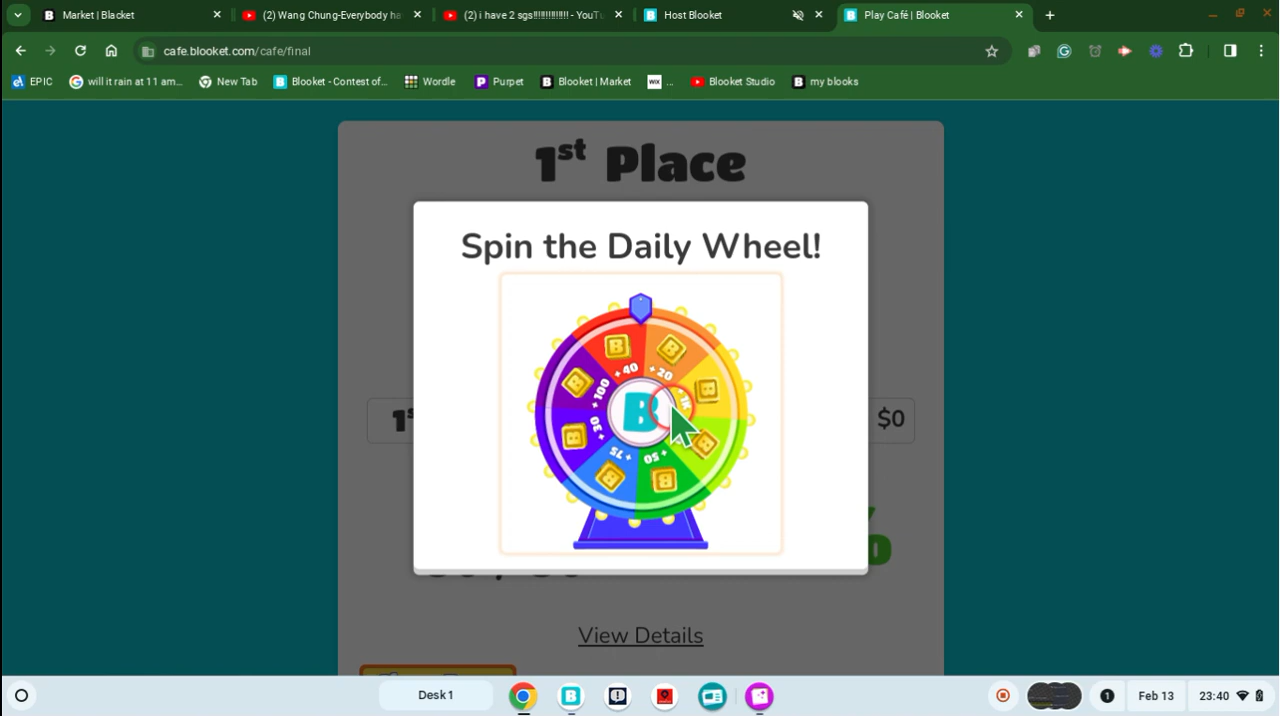 Market | Blacket
(2) Wang Chung-Everybody ha
(2) i have 2 sgs!!!!!!!!!!!!!! - YouTu
Host Blooket
Play Café | Blooket
cafe.blooket.com/cafe/final
EPIC
will it rain at 11 am...
New Tab
Blooket - Contest of...
Wordle
Purpet
Blooket | Market
WIX ...
Blooket Studio
my blooks
1st Place
Spin the Daily Wheel!
+40
+20
+100
+30
+75
+50
B
1s
$0
View Details
Desk 1
1
Feb 13
23:40